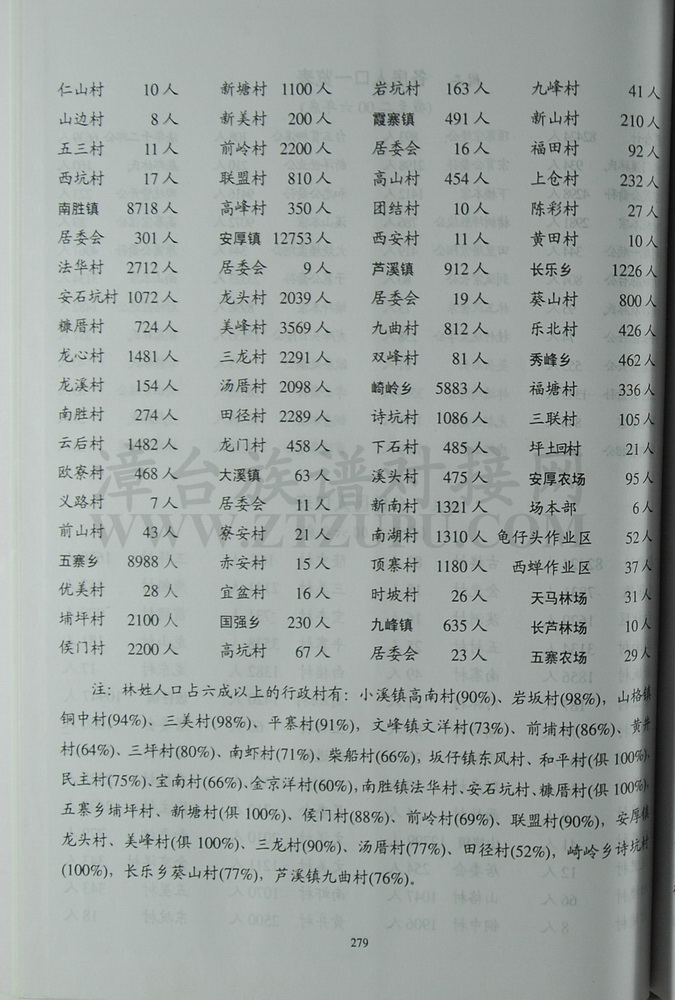 仁山村 10人 新塘村 1100人 岩坑村 163人 九峰村 41人
山边村 8人 新美村 200人 霞寨镇 491人 新山村 210人
五三村 11人 前岭村 2200人 居委会 16人 福田村 92人
西坑村 17人 联盟村 810人 高山村 454人 上仓村 232人
南胜镇 8718人 高峰村 350人 团结村 10人 陈彩村 27人
居委会 301人 安厚镇 12753人 西安村 11人 黄田村 10人
法华村 2712人 居委会 9人 芦溪镇 912人 长乐乡 1226人
安石坑村 1072人 龙头村 2039人 居委会 19人 葵山村 800人
糠厝村 724人 美峰村 3569人 九曲村 812人 乐北村 426人
龙心村 1481人 三龙村 2291人 双峰村 81人 秀峰乡 462人
龙溪村 154人 汤厝村 2098人 崎岭乡 5883人 福塘村 336人
南胜村 274人 田径村 2289人 诗坑村 1086人 三联村 105人
云后村 1482人 龙门村 458人 下石村 485人 坪土回村 21人
欧寮村 468人 大溪镇 63人 溪头村 475人 安厚农场 95人
义路村 7人 居委会 11人 新南村 1321人 场本部 6人
前山村 43人 寮安村 21人 南湖村 1310人 龟仔头作业区 52人
五寨乡 8988人 赤安村 15人 顶寨村 1180人 西蝉作业区 37人
优美村 28人 宜盆村 16人 时坡村 26人 天马林场 31人
埔坪村 2100人 国强乡 230人 九峰镇 635人 长芦林场 10人
侯门村 2200人 高坑村 67人 居委会 23人 五寨农场 29人
注：林姓人口占六成以上的行政村有：小溪镇高南村(90%)、岩坂村(98%)，山格镇
铜中村(94%)、三美村(98%)、平寨村(91%)，文峰镇文洋村(73%)、前埔村(86%)、黄井
村(64%)、三坪村(80%)、南虾村(71%)，柴船村(66%)，坂仔镇东风村、和平村(俱100%)、
民主村(75%)、宝南村(66%)、金京洋村(60%)，南胜镇法华村、安石坑村、糠厝村(俱100%)，
五寨乡埔坪村、新塘村(俱100%)、侯门村(88%)、前岭村(69%)、联盟村(90%)，安厚镇
龙头村、美峰村(俱100%)、三龙村(90%)、汤厝村(77%)、田径村(52%)，崎岭乡诗坑村
(100%)，长乐乡葵山村(77%)，芦溪镇九曲村(76%)。
漳台族谱对接网
WWW.ZTZUPU.COM
279